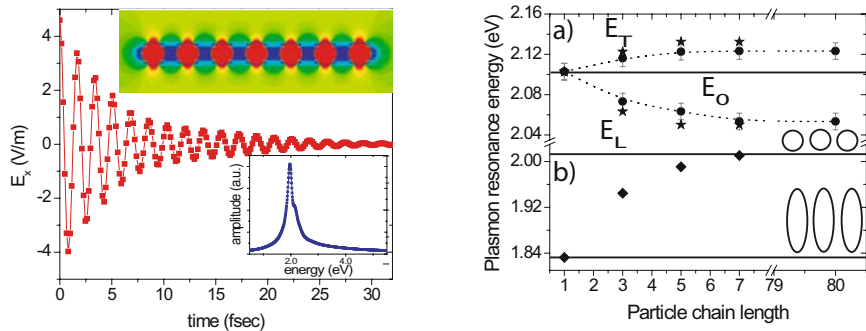 4
2
0
-2
-4
E_x (V/m)
0 5 10 15 20 25 30
time (fsec)
amplitude (a.u.)
2.0 4.0
energy (eV)
a)
E_T
E_O
E_L
b)
2.16
2.12
2.08
2.04
2.00
1.92
1.84
Plasmon resonance energy (eV)
1 2 3 4 5 6 7 8 79 80
Particle chain length